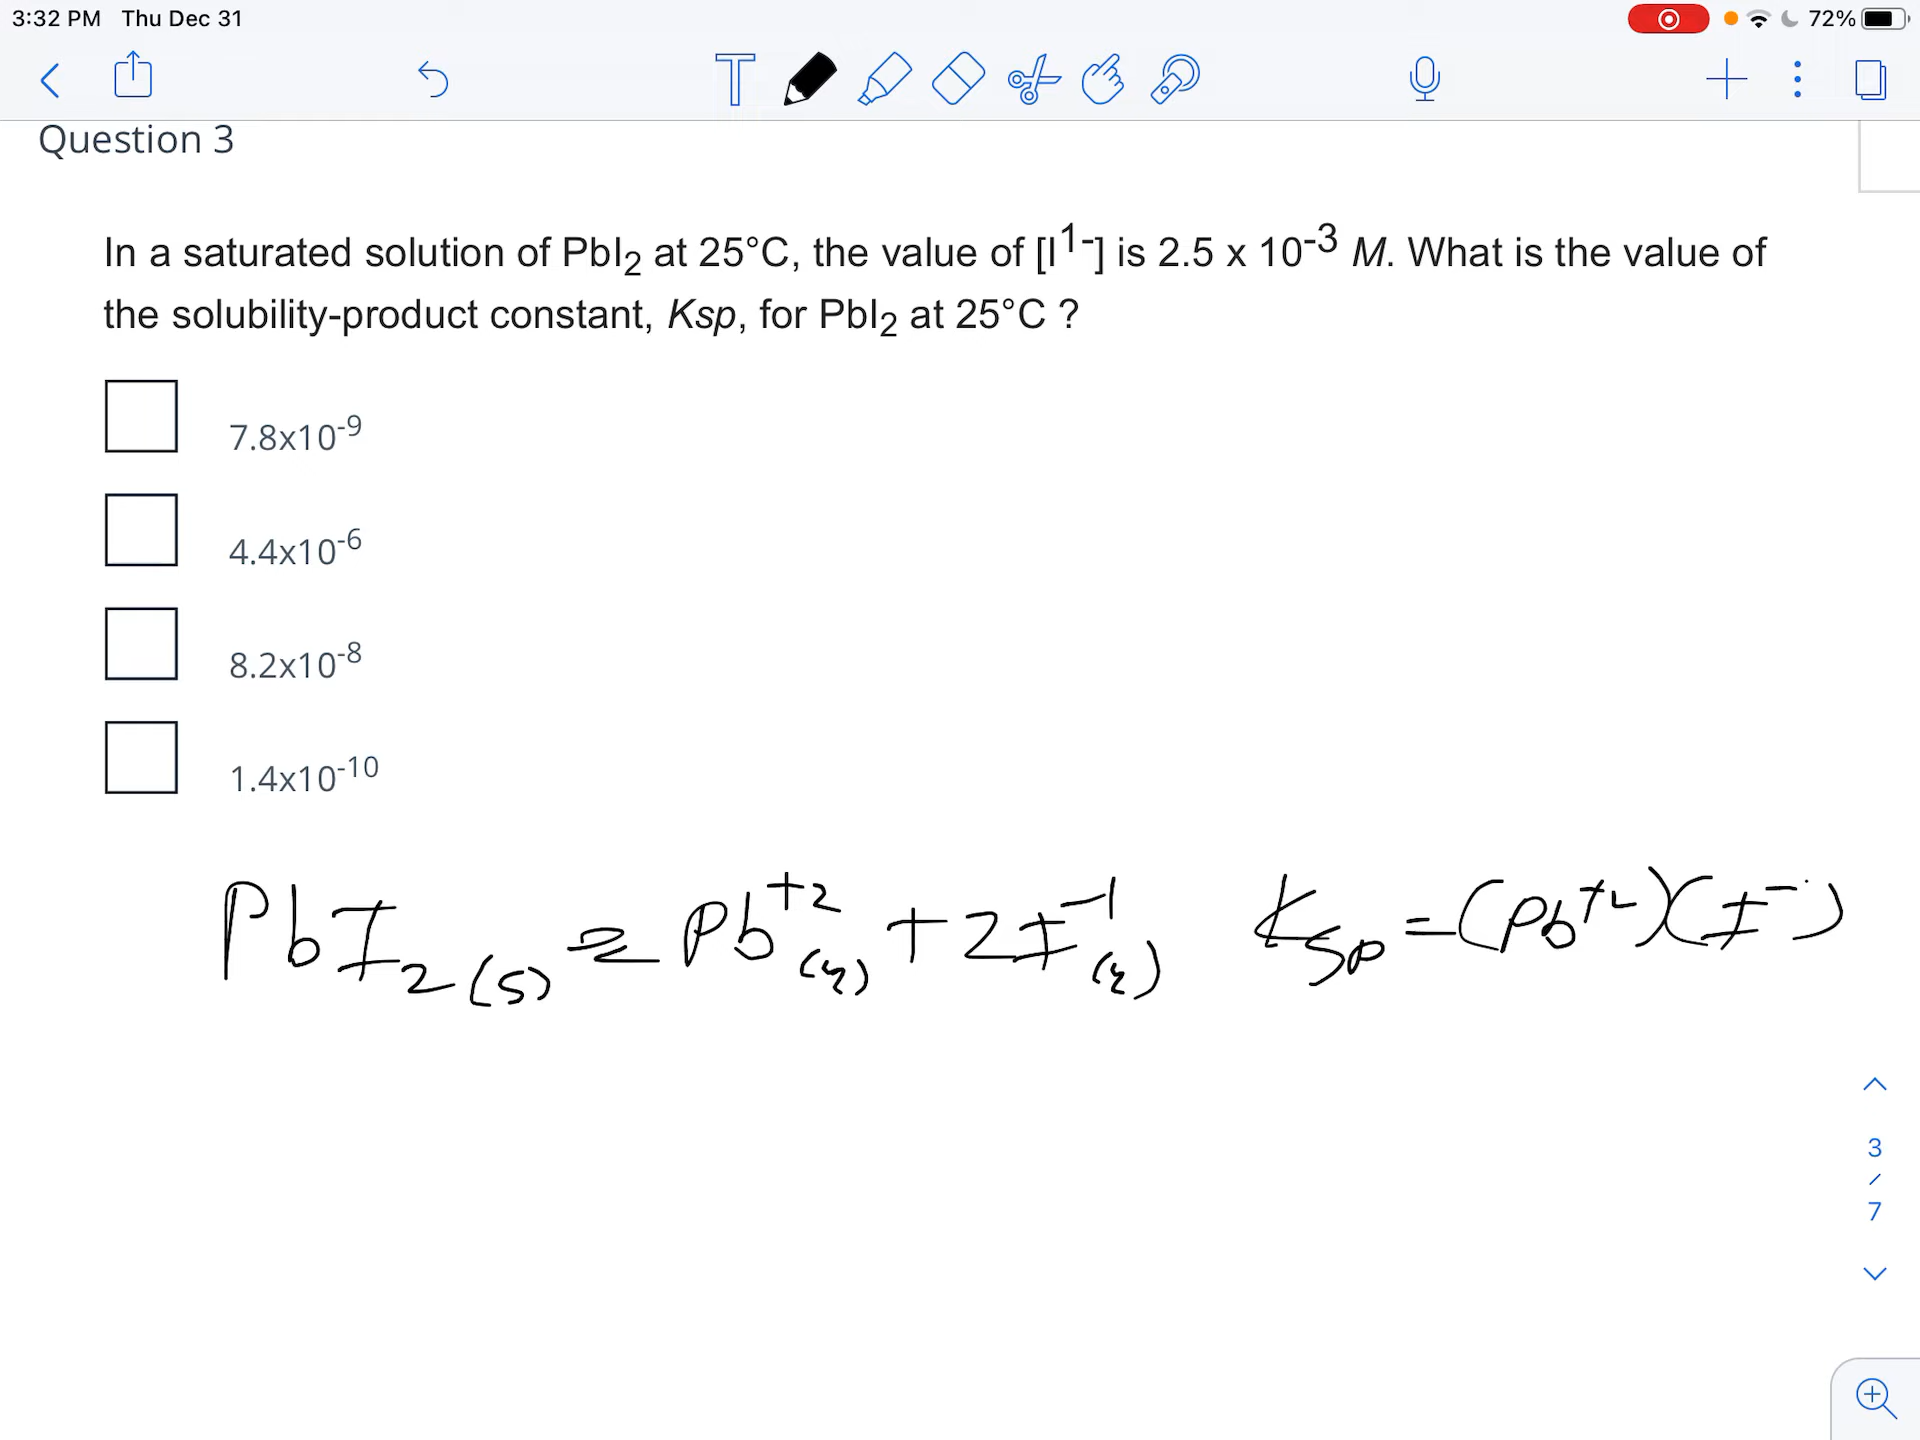 3:32 PM Thu Dec 31 72%
Question 3
In a saturated solution of PbI₂ at 25°C, the value of [I¹⁻] is 2.5 x 10⁻³ M. What is the value of
the solubility-product constant, Ksp, for PbI₂ at 25°C ?
7.8x10⁻⁹
4.4x10⁻⁶
8.2x10⁻⁸
1.4x10⁻¹⁰
PbI₂(s) ⇌ Pb⁺² + 2I⁻¹ Ksp = (Pb⁺²)(I⁻)
3
/
7